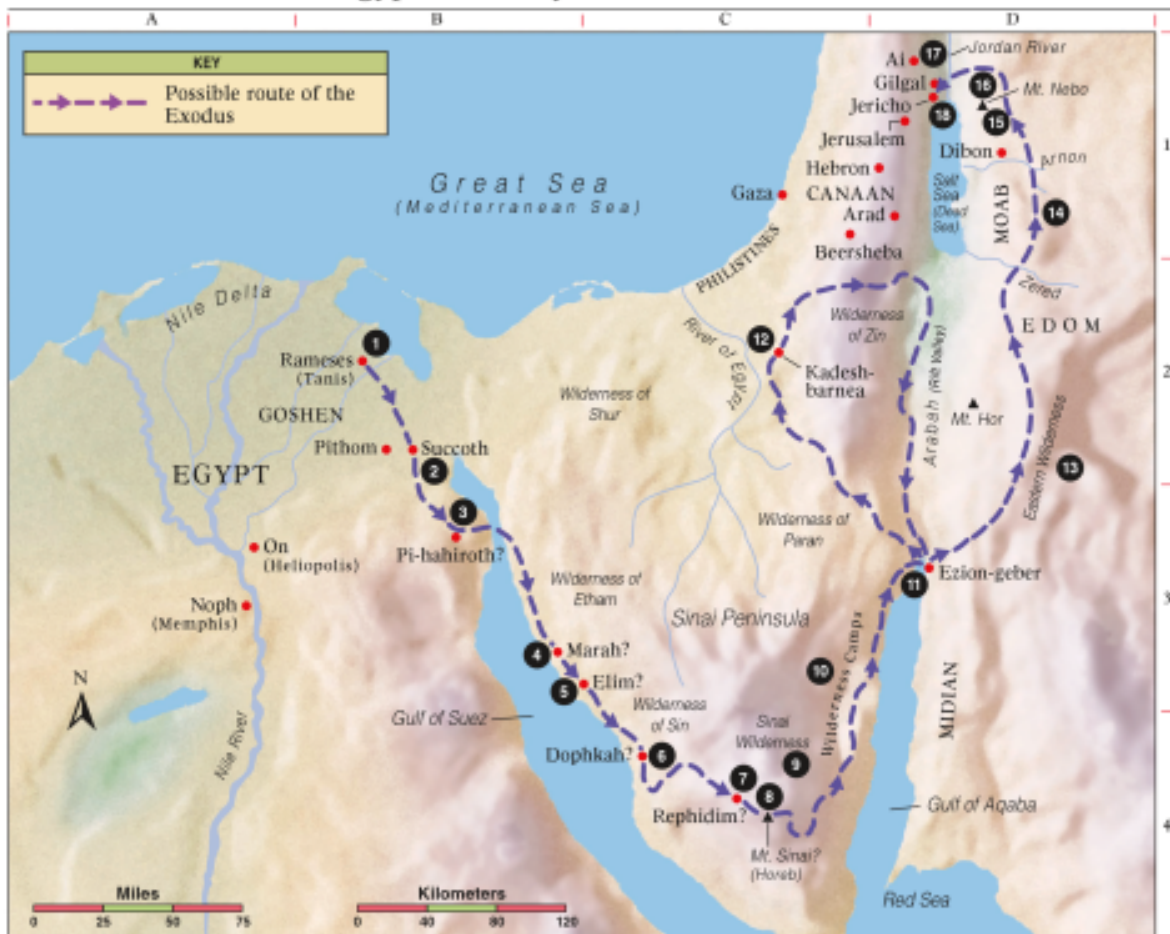 A B C D
KEY
Possible route of the
Exodus
Great Sea
(Mediterranean Sea)
Nile Delta
1
Rameses
(Tanis)
GOSHEN
Pithom
Succoth
2
EGYPT
3
Pi-hahiroth?
On
(Heliopolis)
Noph
(Memphis)
N
Nile River
Gulf of Suez
Wilderness of
Shur
Wilderness of
Etham
4
Marah?
5
Elim?
Wilderness
of Sin
Dophkah?
6
7
Rephidim?
8
9
Mt. Sinai?
(Horeb)
Sinai
Wilderness
10
Sinai Peninsula
Wilderness of
Paran
Wilderness Camps
11
Ezion-geber
MIDIAN
Gulf of Aqaba
Red Sea
River of Egypt
12
Kadesh-
barnea
Wilderness
of Zin
Arabah (Rift Valley)
Mt. Hor
Eastern Wilderness
13
EDOM
Zered
14
MOAB
Arnon
Dibon
15
16
Mt. Nebo
Jordan River
17
Ai
Gilgal
Jericho
18
Jerusalem
Hebron
CANAAN
Arad
Beersheba
Gaza
PHILISTINES
Salt
Sea
(Dead
Sea)
1
2
3
4
Miles
0 25 50 75
Kilometers
0 40 80 120